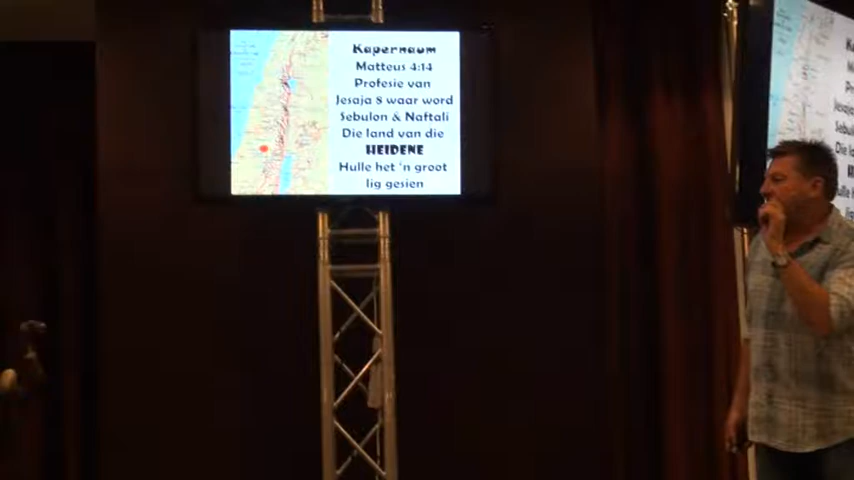 Kapernaum
Matteus 4:14
Profesie van
Jesaja 8 waar word
Sebulon & Naftali
Die land van die
HEIDENE
Hulle het 'n groot
lig gesien